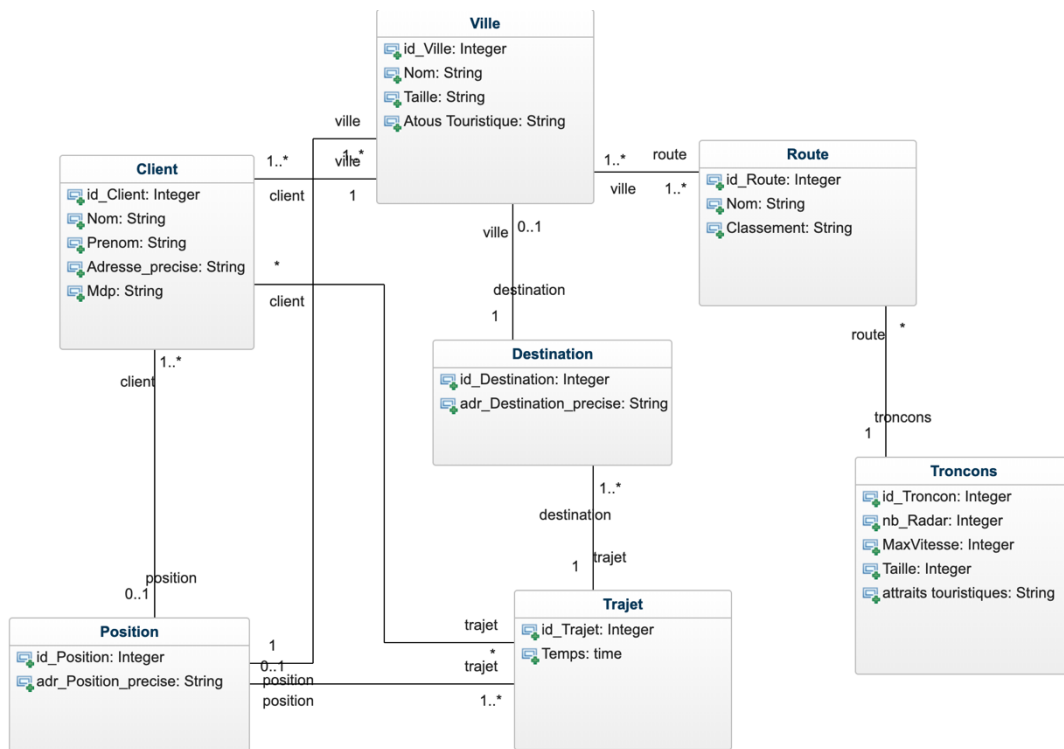 Ville
id_Ville: Integer
Nom: String
Taille: String
Atous Touristique: String
ville
1..*
ville
1
1..*
client
1..*
route
ville
1..*
Client
id_Client: Integer
Nom: String
Prenom: String
Adresse_precise: String
Mdp: String
Route
id_Route: Integer
Nom: String
Classement: String
*
client
ville
0..1
destination
1
1..*
client
route
*
Destination
id_Destination: Integer
adr_Destination_precise: String
troncons
1
Troncons
id_Troncon: Integer
nb_Radar: Integer
MaxVitesse: Integer
Taille: Integer
attraits touristiques: String
1..*
destination
trajet
1
position
0..1
Trajet
id_Trajet: Integer
Temps: time
Position
id_Position: Integer
adr_Position_precise: String
1
0..1
position
position
trajet
*
trajet
1..*